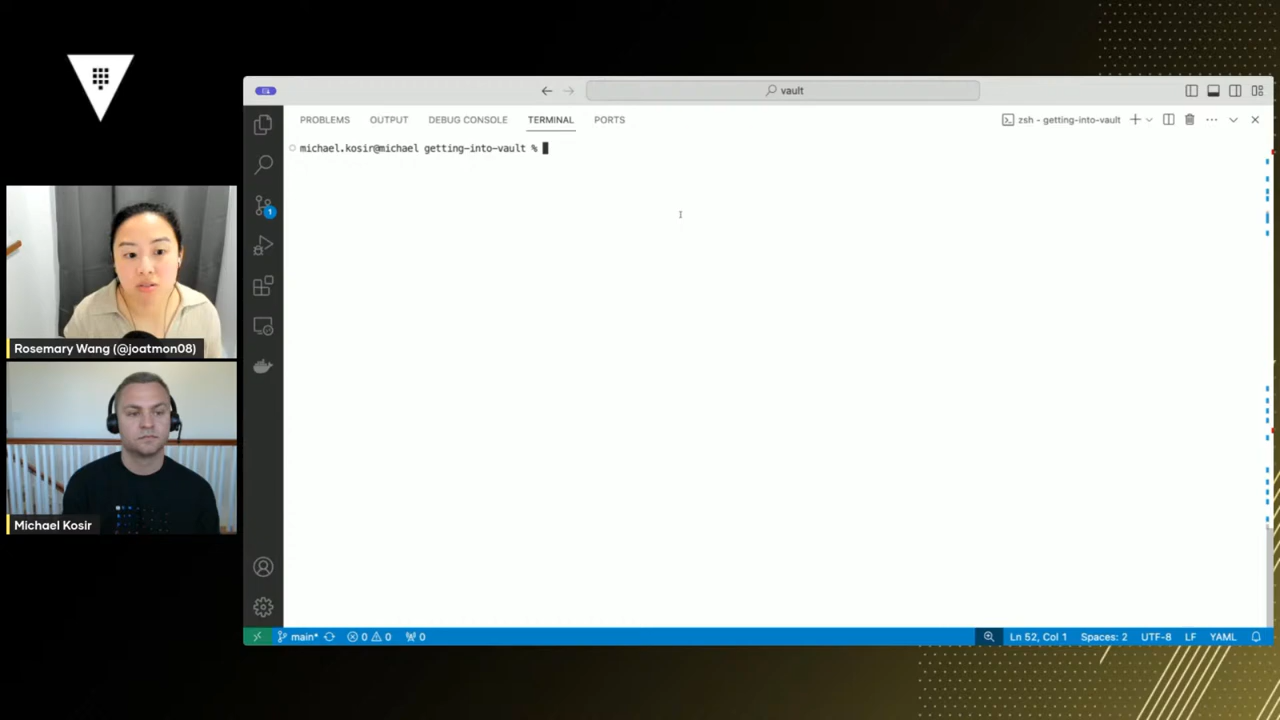 vault
PROBLEMS OUTPUT DEBUG CONSOLE TERMINAL PORTS
zsh - getting-into-vault
michael.kosir@michael getting-into-vault %
1
Rosemary Wang (@joatmon08)
Michael Kosir
main* 0 0 0
Ln 52, Col 1 Spaces: 2 UTF-8 LF YAML